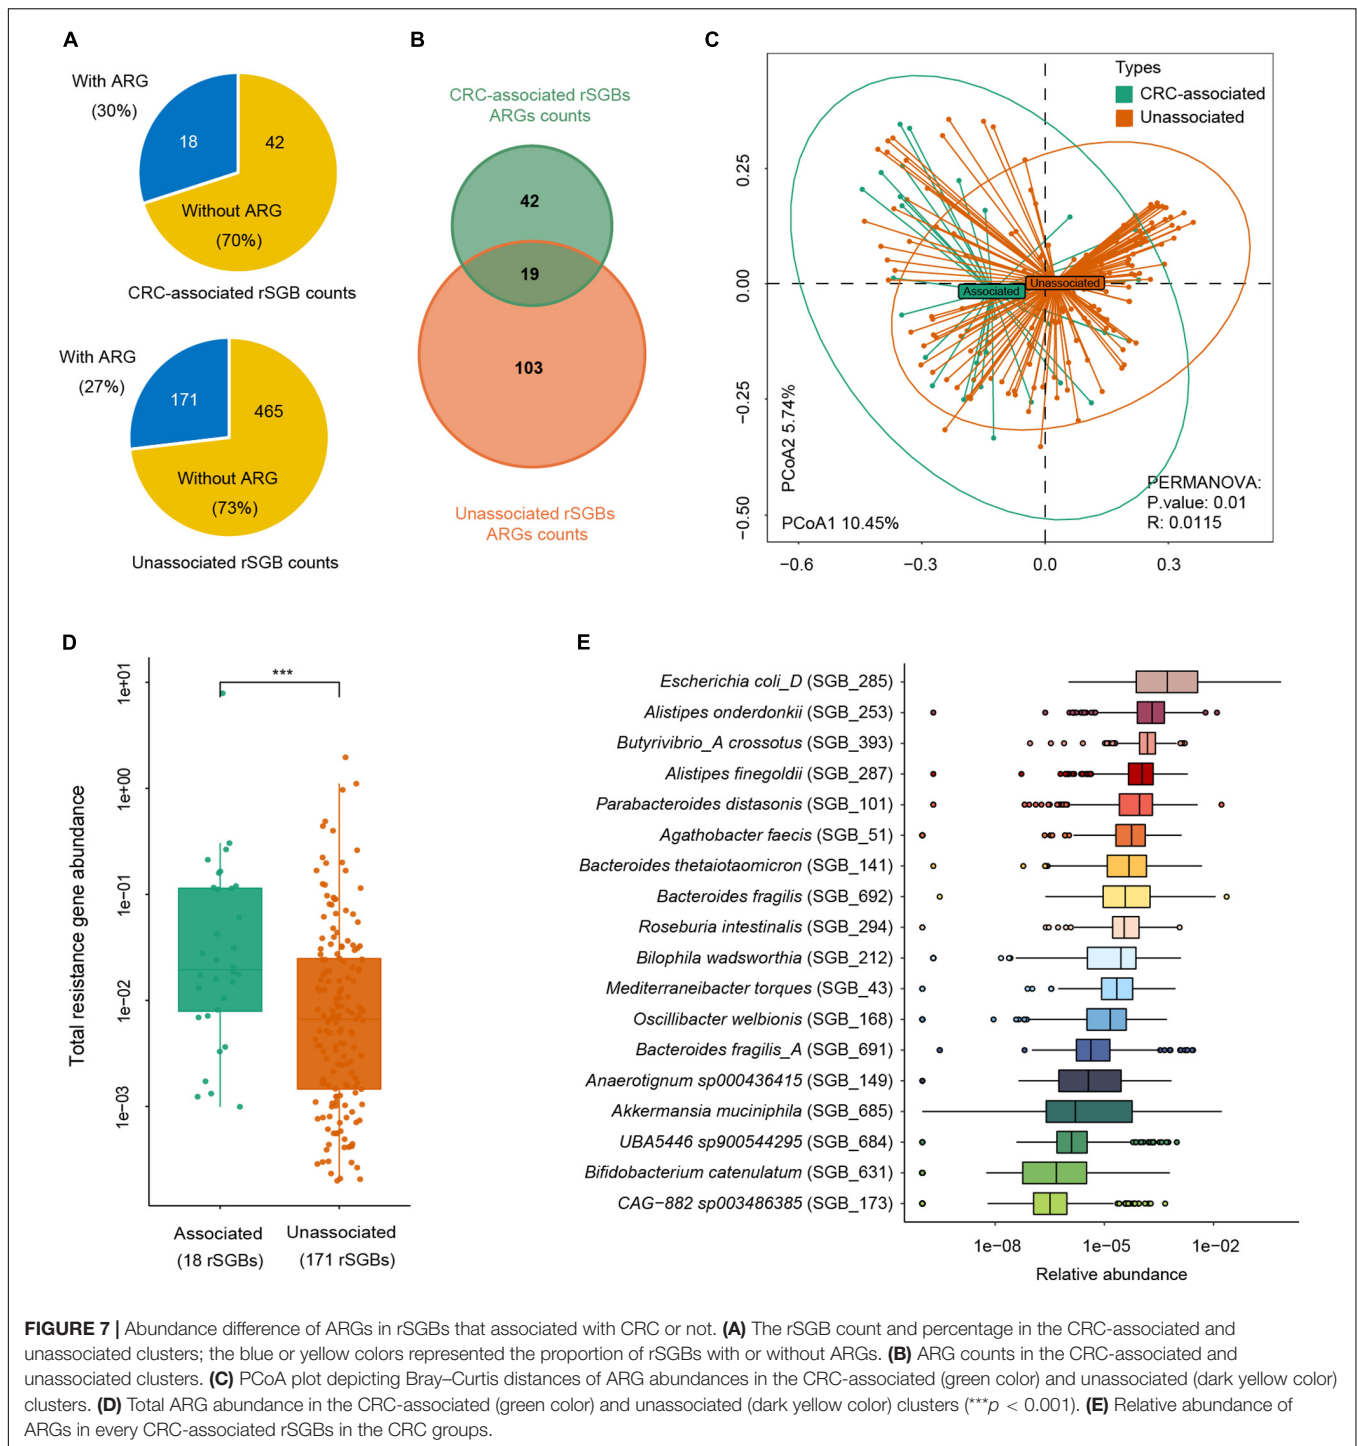 A
With ARG
(30%)
18
42
Without ARG
(70%)
CRC-associated rSGB counts
With ARG
(27%)
171
465
Without ARG
(73%)
Unassociated rSGB counts
B
CRC-associated rSGBs
ARGs counts
42
19
103
Unassociated rSGBs
ARGs counts
C
Types
CRC-associated
Unassociated
0.25
0.00
−0.25
−0.50
Associated
Unassociated
PCoA2 5.74%
PCoA1 10.45%
PERMANOVA:
P.value: 0.01
R: 0.0115
−0.6
−0.3
0.0
0.3
D
***
Total resistance gene abundance
1e+01
1e+00
1e−01
1e−02
1e−03
Associated
(18 rSGBs)
Unassociated
(171 rSGBs)
E
Escherichia coli_D (SGB_285)
Alistipes onderdonkii (SGB_253)
Butyrivibrio_A crossotus (SGB_393)
Alistipes finegoldii (SGB_287)
Parabacteroides distasonis (SGB_101)
Agathobacter faecis (SGB_51)
Bacteroides thetaiotaomicron (SGB_141)
Bacteroides fragilis (SGB_692)
Roseburia intestinalis (SGB_294)
Bilophila wadsworthia (SGB_212)
Mediterraneibacter torques (SGB_43)
Oscillibacter welbionis (SGB_168)
Bacteroides fragilis_A (SGB_691)
Anaerotignum sp000436415 (SGB_149)
Akkermansia muciniphila (SGB_685)
UBA5446 sp900544295 (SGB_684)
Bifidobacterium catenulatum (SGB_631)
CAG−882 sp003486385 (SGB_173)
1e−08
1e−05
1e−02
Relative abundance
FIGURE 7 | Abundance difference of ARGs in rSGBs that associated with CRC or not. (A) The rSGB count and percentage in the CRC-associated and
unassociated clusters; the blue or yellow colors represented the proportion of rSGBs with or without ARGs. (B) ARG counts in the CRC-associated and
unassociated clusters. (C) PCoA plot depicting Bray–Curtis distances of ARG abundances in the CRC-associated (green color) and unassociated (dark yellow color)
clusters. (D) Total ARG abundance in the CRC-associated (green color) and unassociated (dark yellow color) clusters (***p < 0.001). (E) Relative abundance of
ARGs in every CRC-associated rSGBs in the CRC groups.